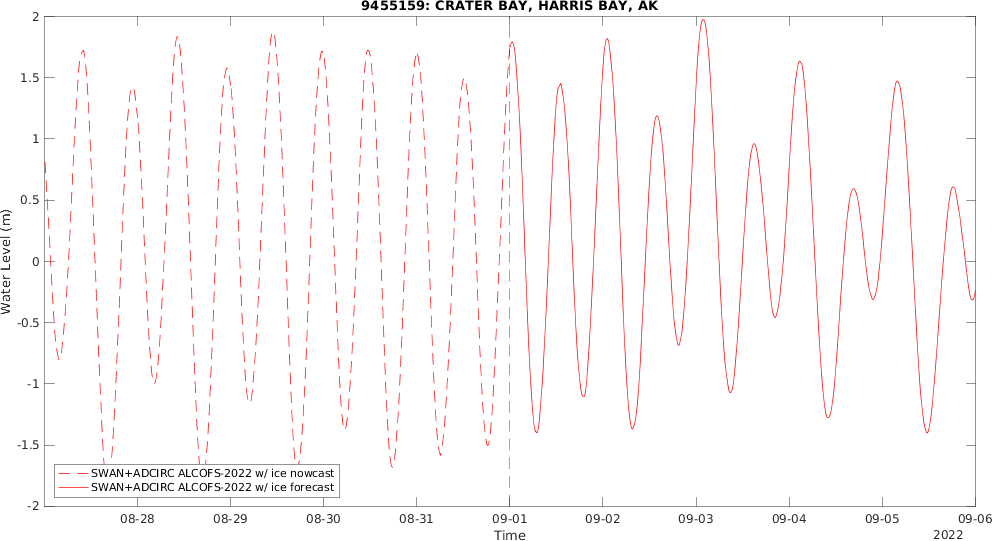 9455159: CRATER BAY, HARRIS BAY, AK
2
1.5
1
0.5
0
-0.5
-1
-1.5
-2
Water Level (m)
SWAN+ADCIRC ALCOFS-2022 w/ ice nowcast
SWAN+ADCIRC ALCOFS-2022 w/ ice forecast
08-28 08-29 08-30 08-31 09-01 09-02 09-03 09-04 09-05 09-06
Time
2022